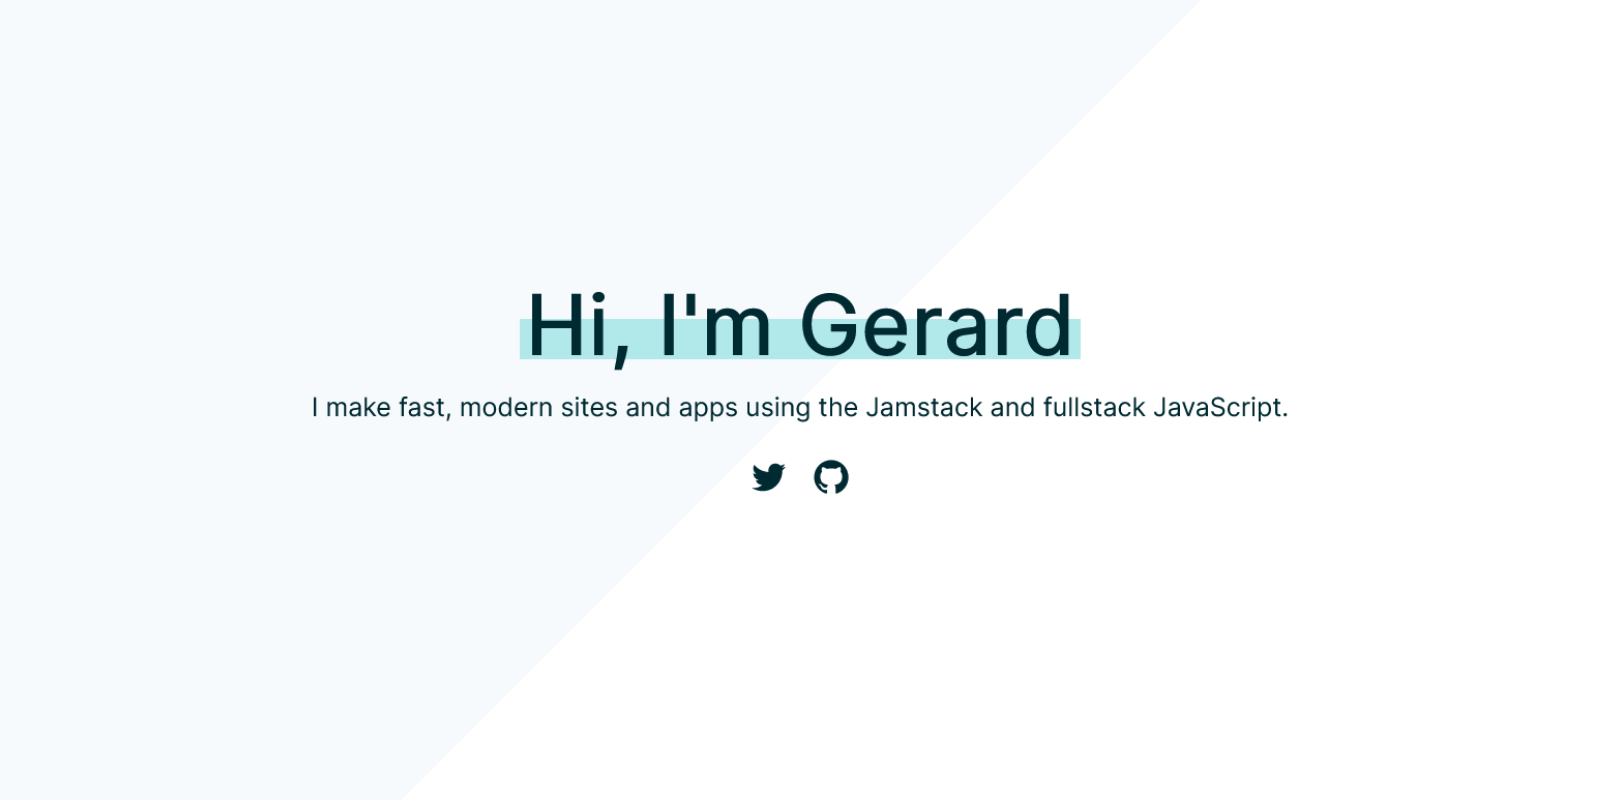 Hi, I'm Gerard
I make fast, modern sites and apps using the Jamstack and fullstack JavaScript.